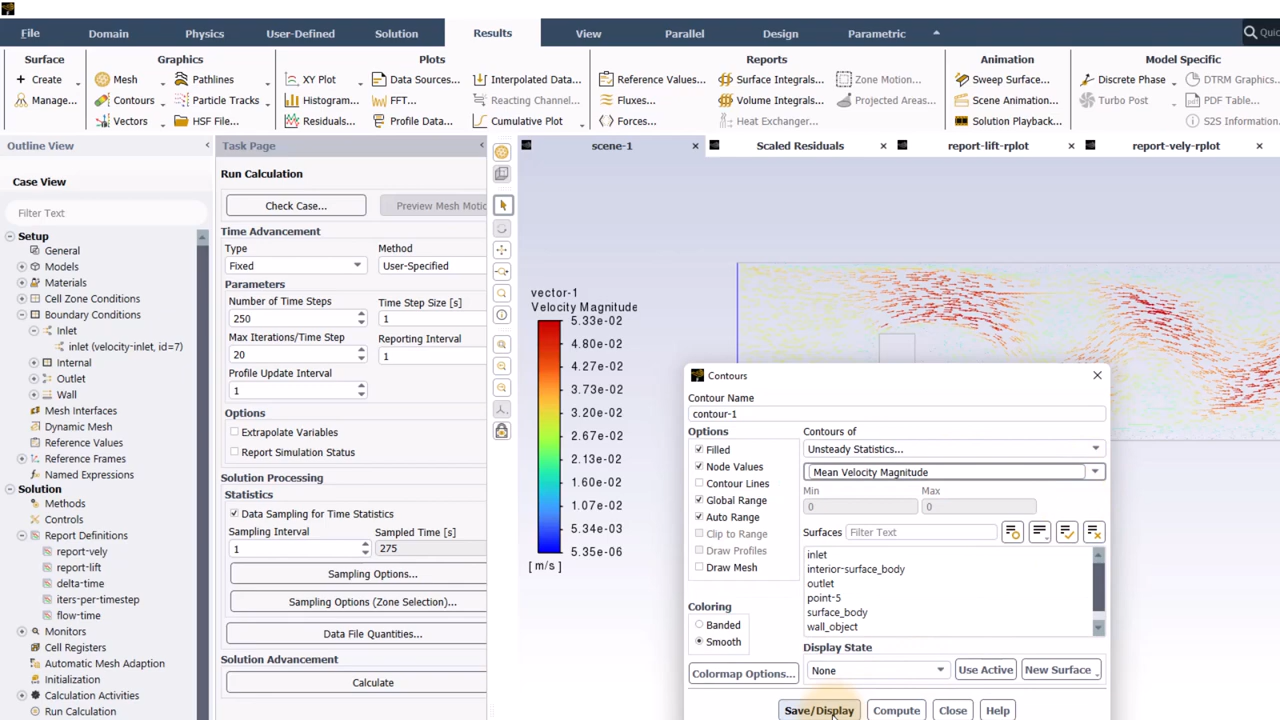 File Domain Physics User-Defined Solution Results View Parallel Design Parametric Quic
Surface Graphics Plots Reports Animation Model Specific
Create Mesh Pathlines XY Plot Data Sources... Interpolated Data... Reference Values... Surface Integrals... Zone Motion... Sweep Surface... Discrete Phase DTRM Graphics.
Manage... Contours Particle Tracks Histogram... FFT... Reacting Channel... Fluxes... Volume Integrals... Projected Areas... Scene Animation... Turbo Post PDF Table...
Vectors HSF File... Residuals... Profile Data... Cumulative Plot Forces... Heat Exchanger... Solution Playback... S2S Information.
Outline View
Case View
Filter Text
Setup
General
Models
Materials
Cell Zone Conditions
Boundary Conditions
Inlet
inlet (velocity-inlet, id=7)
Internal
Outlet
Wall
Mesh Interfaces
Dynamic Mesh
Reference Values
Reference Frames
Named Expressions
Solution
Methods
Controls
Report Definitions
report-vely
report-lift
delta-time
iters-per-timestep
flow-time
Monitors
Cell Registers
Automatic Mesh Adaption
Initialization
Calculation Activities
Run Calculation
Task Page
Run Calculation
Check Case... Preview Mesh Motio
Time Advancement
Type Method
Fixed User-Specified
Parameters
Number of Time Steps Time Step Size [s]
250 1
Max Iterations/Time Step Reporting Interval
20 1
Profile Update Interval
1
Options
Extrapolate Variables
Report Simulation Status
Solution Processing
Statistics
Data Sampling for Time Statistics
Sampling Interval Sampled Time [s]
1 275
Sampling Options...
Sampling Options (Zone Selection)...
Data File Quantities...
Solution Advancement
Calculate
scene-1 Scaled Residuals report-lift-rplot report-vely-rplot
vector-1
Velocity Magnitude
5.33e-02
4.80e-02
4.27e-02
3.73e-02
3.20e-02
2.67e-02
2.13e-02
1.60e-02
1.07e-02
5.34e-03
5.35e-06
[ m/s ]
Contours
Contour Name
contour-1
Options
Filled
Node Values
Contour Lines
Global Range
Auto Range
Clip to Range
Draw Profiles
Draw Mesh
Coloring
Banded
Smooth
Colormap Options...
Contours of
Unsteady Statistics...
Mean Velocity Magnitude
Min Max
0 0
Surfaces Filter Text
inlet
interior-surface_body
outlet
point-5
surface_body
wall_object
Display State
None Use Active New Surface
Save/Display Compute Close Help